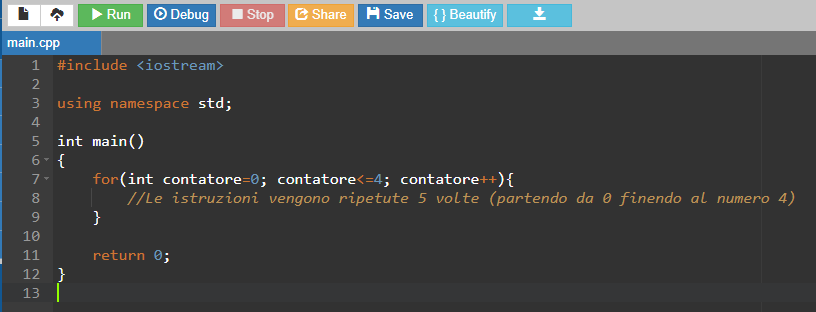 Run Debug Stop Share Save { } Beautify
main.cpp
1 #include <iostream>
2
3 using namespace std;
4
5 int main()
6 {
7 for(int contatore=0; contatore<=4; contatore++){
8 //Le istruzioni vengono ripetute 5 volte (partendo da 0 finendo al numero 4)
9 }
10
11 return 0;
12 }
13